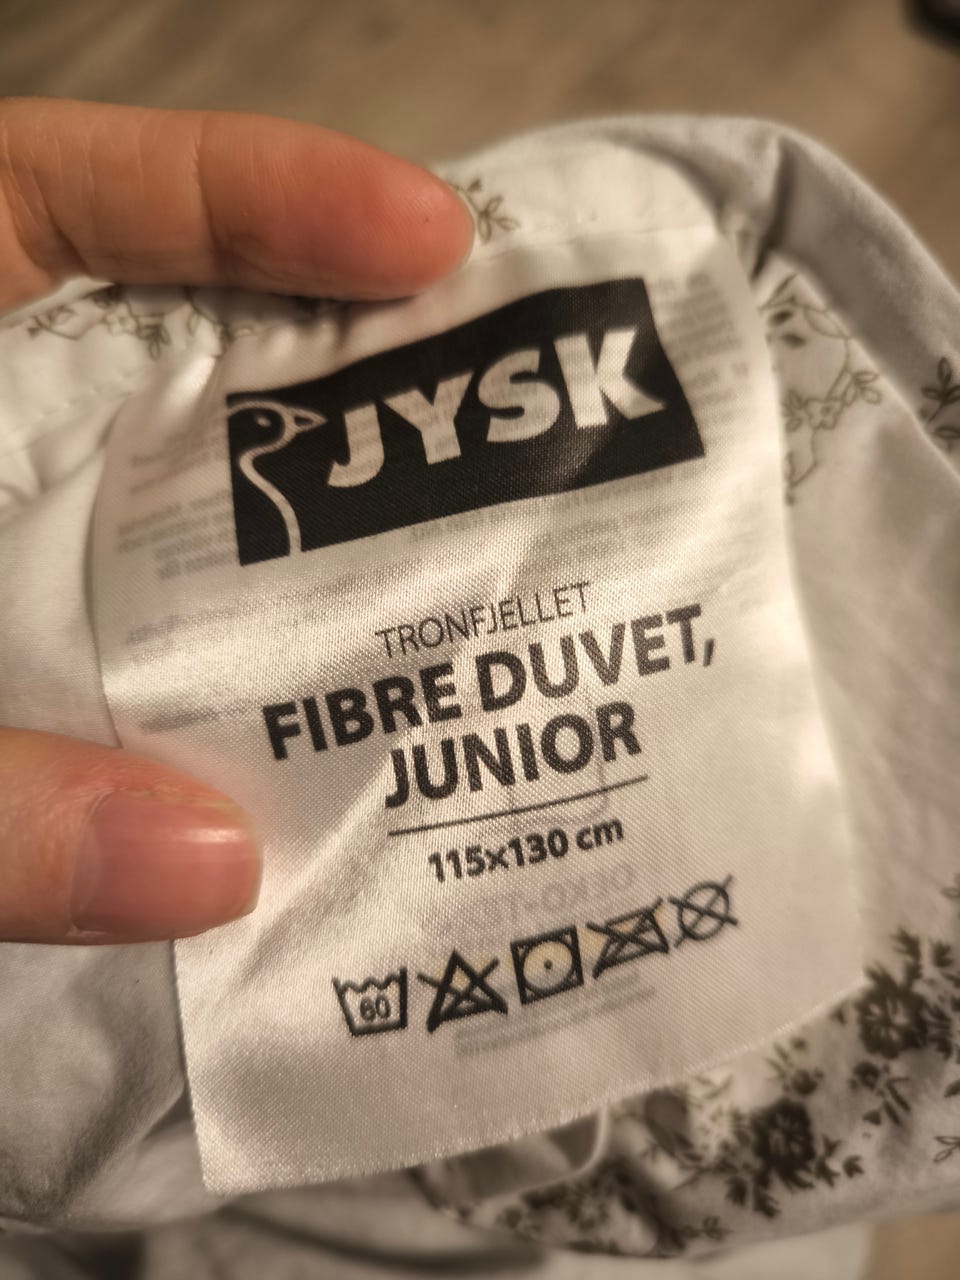 JYSK
TRONFJELLET
FIBRE DUVET,
JUNIOR
115x130 cm
60